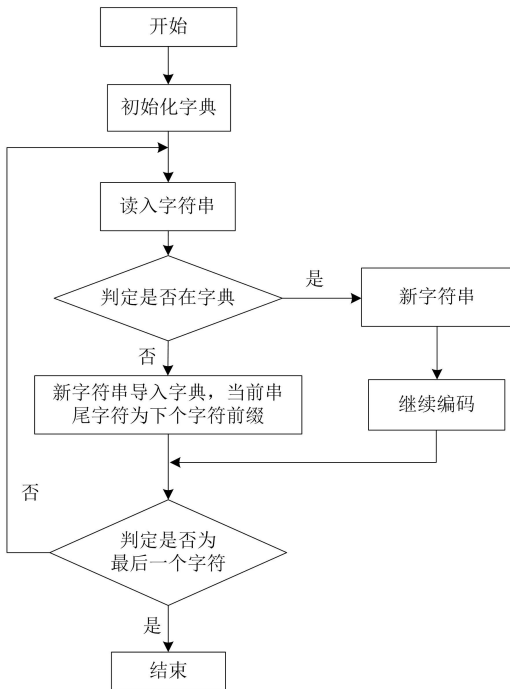 开始
初始化字典
读入字符串
判定是否在字典
是
新字符串
否
新字符串导入字典，当前串
尾字符为下个字符前缀
继续编码
否
判定是否为
最后一个字符
是
结束